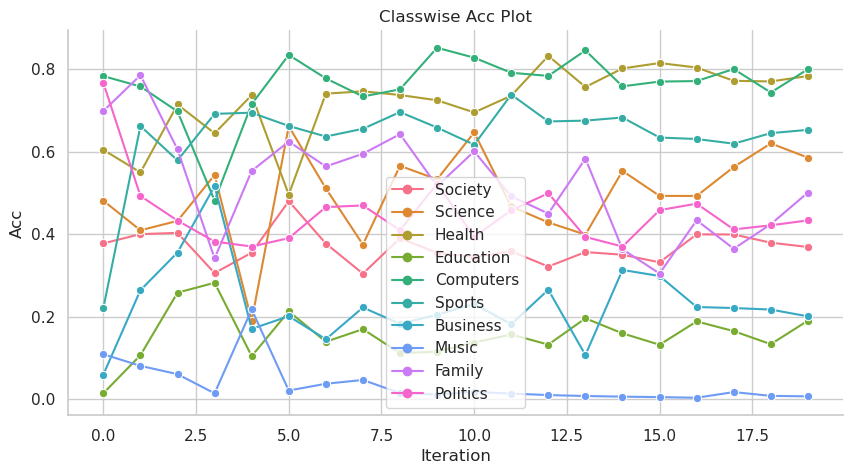 Classwise Acc Plot
Acc
0.8
0.6
0.4
0.2
0.0
Society
Science
Health
Education
Computers
Sports
Business
Music
Family
Politics
0.0 2.5 5.0 7.5 10.0 12.5 15.0 17.5
Iteration